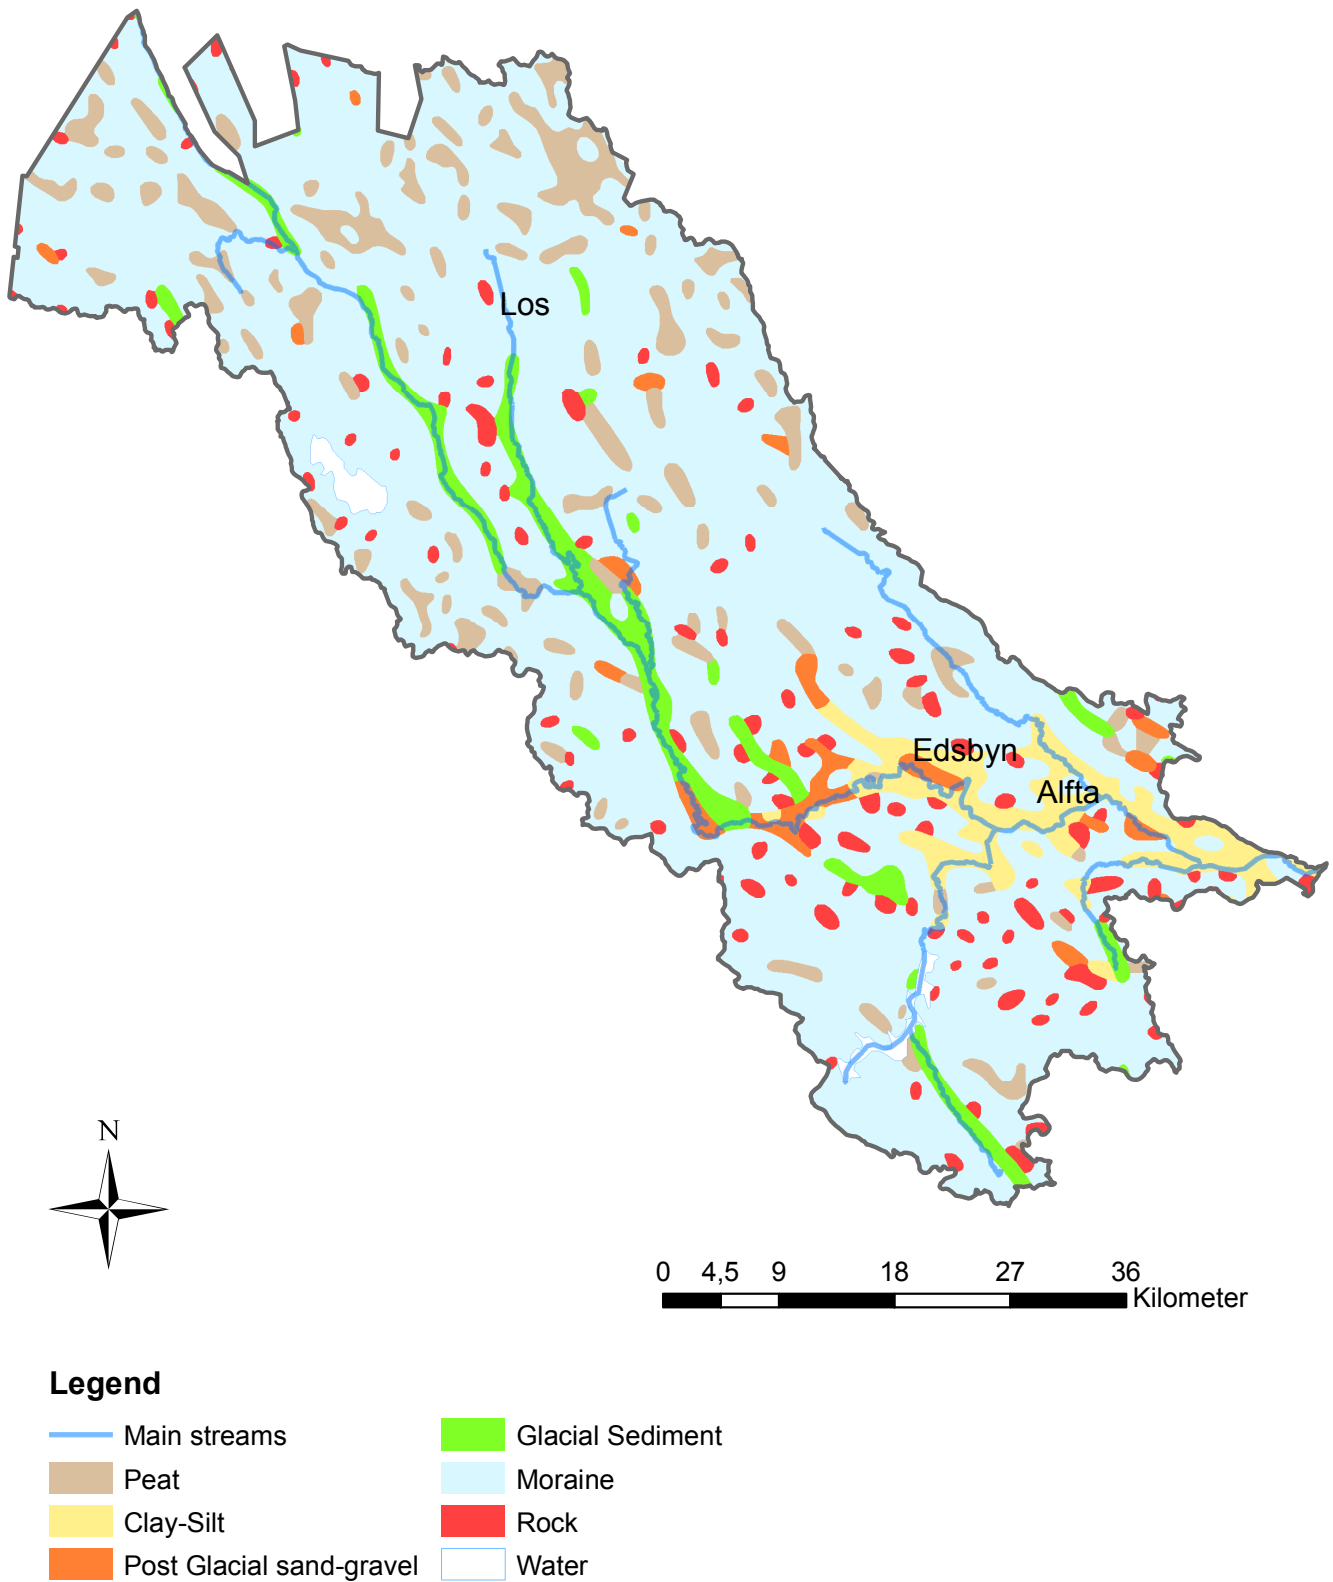 Los
Edsbyn
Alfta
N
0 4,5 9 18 27 36
Kilometer
Legend
Main streams
Peat
Clay-Silt
Post Glacial sand-gravel
Glacial Sediment
Moraine
Rock
Water